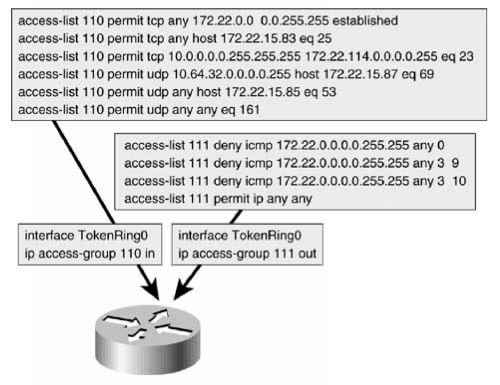 access-list 110 permit tcp any 172.22.0.0 0.0.255.255 established
access-list 110 permit tcp any host 172.22.15.83 eq 25
access-list 110 permit tcp 10.0.0.0.0.255.255.255 172.22.114.0.0.0.0.255 eq 23
access-list 110 permit udp 10.64.32.0.0.0.0.255 host 172.22.15.87 eq 69
access-list 110 permit udp any host 172.22.15.85 eq 53
access-list 110 permit udp any any eq 161
access-list 111 deny icmp 172.22.0.0.0.0.255.255 any 0
access-list 111 deny icmp 172.22.0.0.0.0.255.255 any 3 9
access-list 111 deny icmp 172.22.0.0.0.0.255.255 any 3 10
access-list 111 permit ip any any
interface TokenRing0
ip access-group 110 in
interface TokenRing0
ip access-group 111 out